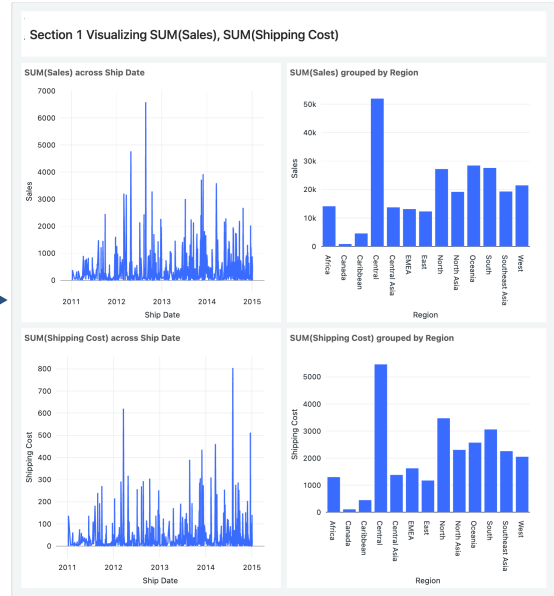 Section 1 Visualizing SUM(Sales), SUM(Shipping Cost)
SUM(Sales) across Ship Date
7000
6000
5000
4000
3000
2000
1000
0
Sales
2011 2012 2013 2014 2015
Ship Date
SUM(Sales) grouped by Region
50k
40k
30k
20k
10k
0
Sales
Africa
Canada
Caribbean
Central
Central Asia
EMEA
East
North
North Asia
Oceania
South
Southeast Asia
West
Region
SUM(Shipping Cost) across Ship Date
800
700
600
500
400
300
200
100
0
Shipping Cost
2011 2012 2013 2014 2015
Ship Date
SUM(Shipping Cost) grouped by Region
5000
4000
3000
2000
1000
0
Shipping Cost
Africa
Canada
Caribbean
Central
Central Asia
EMEA
East
North
North Asia
Oceania
South
Southeast Asia
West
Region